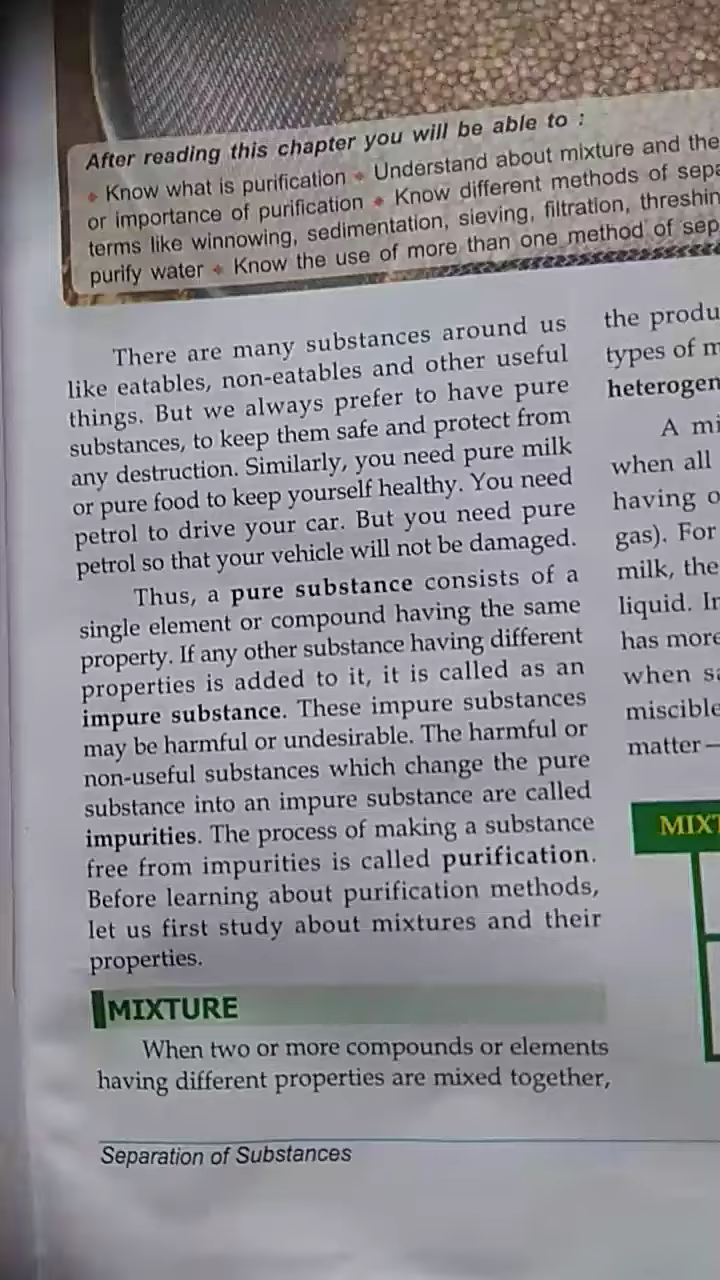 After reading this chapter you will be able to :
• Know what is purification • Understand about mixture and the
or importance of purification • Know different methods of
terms like winnowing, sedimentation, sieving, filtration,
purify water • Know the use of more than one method of
There are many substances around us
like eatables, non-eatables and other useful
things. But we always prefer to have pure
substances, to keep them safe and protect from
any destruction. Similarly, you need pure milk
or pure food to keep yourself healthy. You need
petrol to drive your car. But you need pure
petrol so that your vehicle will not be damaged.
Thus, a pure substance consists of a
single element or compound having the same
property. If any other substance having different
properties is added to it, it is called as an
impure substance. These impure substances
may be harmful or undesirable. The harmful or
non-useful substances which change the pure
substance into an impure substance are called
impurities. The process of making a substance
free from impurities is called purification.
Before learning about purification methods,
let us first study about mixtures and their
properties.
MIXTURE
When two or more compounds or elements
having different properties are mixed together,
Separation of Substances
the
types of
A
when all
having
gas). For
milk, the
liquid.
has more
when
miscible
matter—